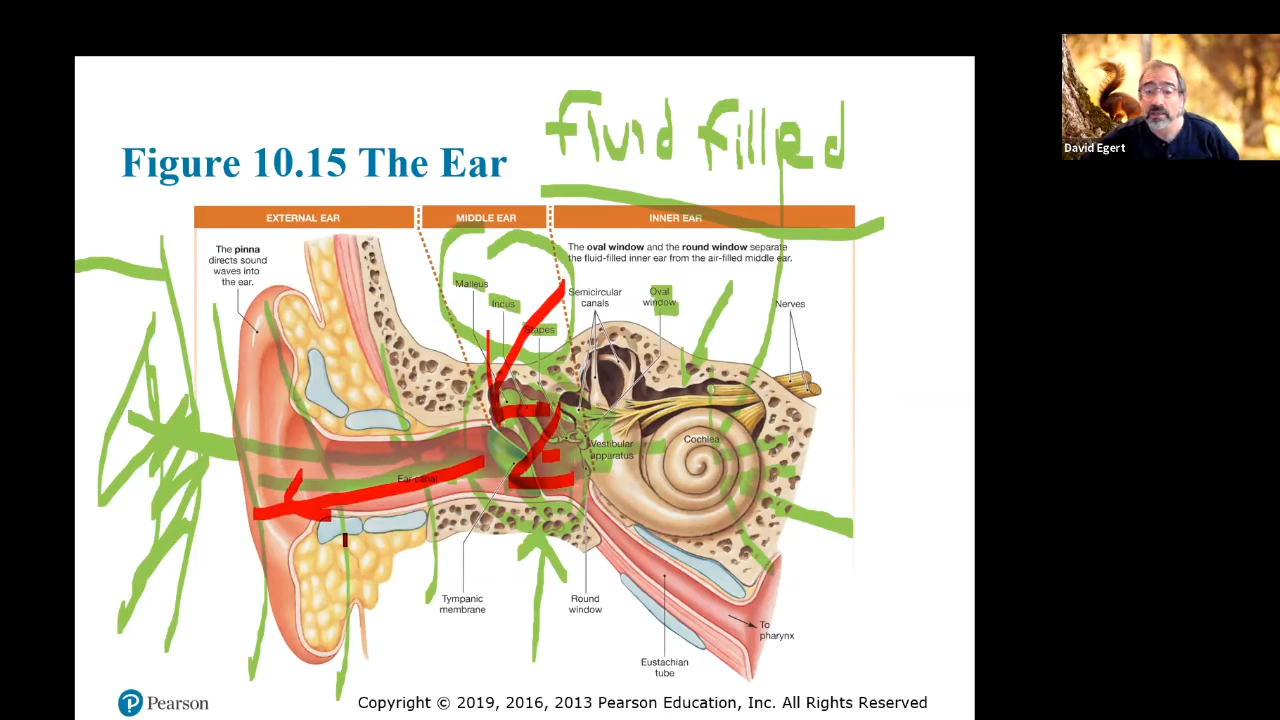 fluid filled
Figure 10.15 The Ear
David Egert
EXTERNAL EAR
MIDDLE EAR
INNER EAR
The pinna
directs sound
waves into
the ear.
The oval window and the round window separate
the fluid-filled inner ear from the air-filled middle ear.
Malleus
Incus
Stapes
Semicircular
canals
Oval
window
Nerves
Vestibular
apparatus
Cochlea
Ear canal
Tympanic
membrane
Round
window
To
pharynx
Eustachian
tube
Pearson
Copyright © 2019, 2016, 2013 Pearson Education, Inc. All Rights Reserved